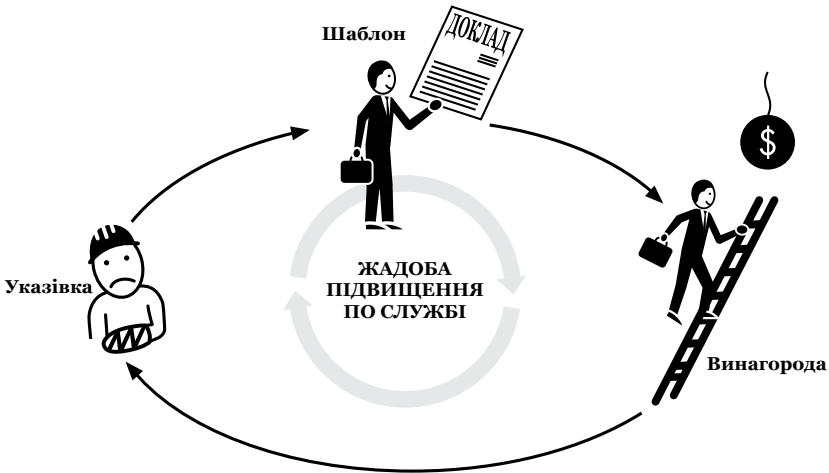 Шаблон
ДОКЛАД
$
Указівка
ЖАДОБА
ПІДВИЩЕННЯ
ПО СЛУЖБІ
Винагорода